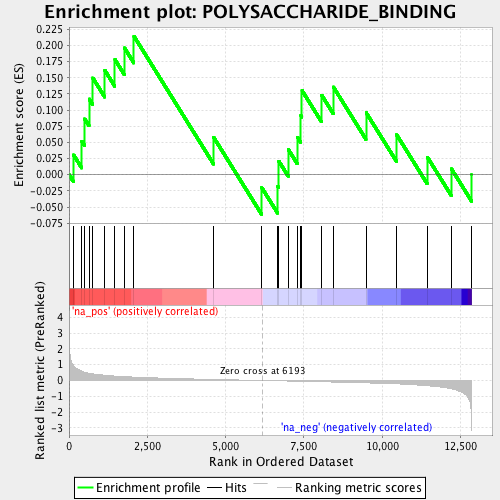 Enrichment plot: POLYSACCHARIDE_BINDING
Enrichment score (ES)
0.225
0.200
0.175
0.150
0.125
0.100
0.075
0.050
0.025
0.000
-0.025
-0.050
-0.075
'na_pos' (positively correlated)
Ranked list metric (PreRanked)
4
3
2
1
0
-1
-2
-3
Zero cross at 6193
'na_neg' (negatively correlated)
0 2,500 5,000 7,500 10,000 12,500
Rank in Ordered Dataset
Enrichment profile Hits Ranking metric scores